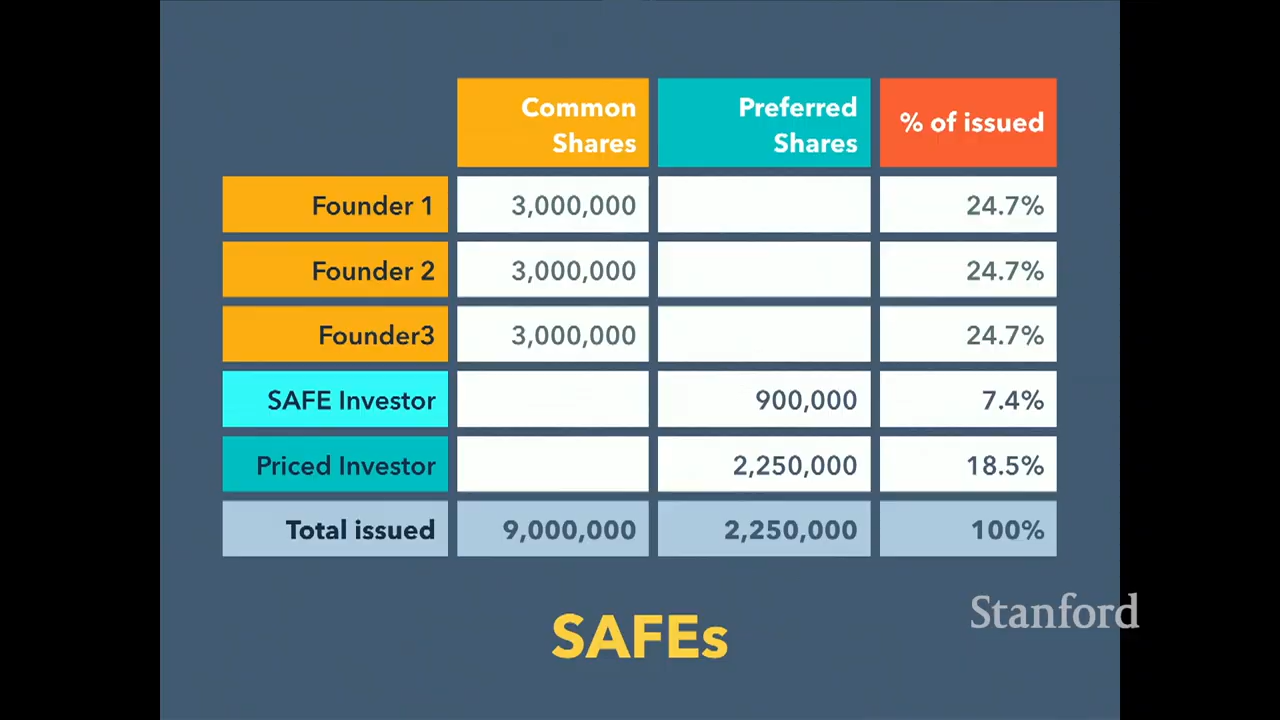 Common Shares Preferred Shares % of issued
Founder 1 3,000,000 24.7%
Founder 2 3,000,000 24.7%
Founder3 3,000,000 24.7%
SAFE Investor 900,000 7.4%
Priced Investor 2,250,000 18.5%
Total issued 9,000,000 2,250,000 100%
Stanford
SAFEs